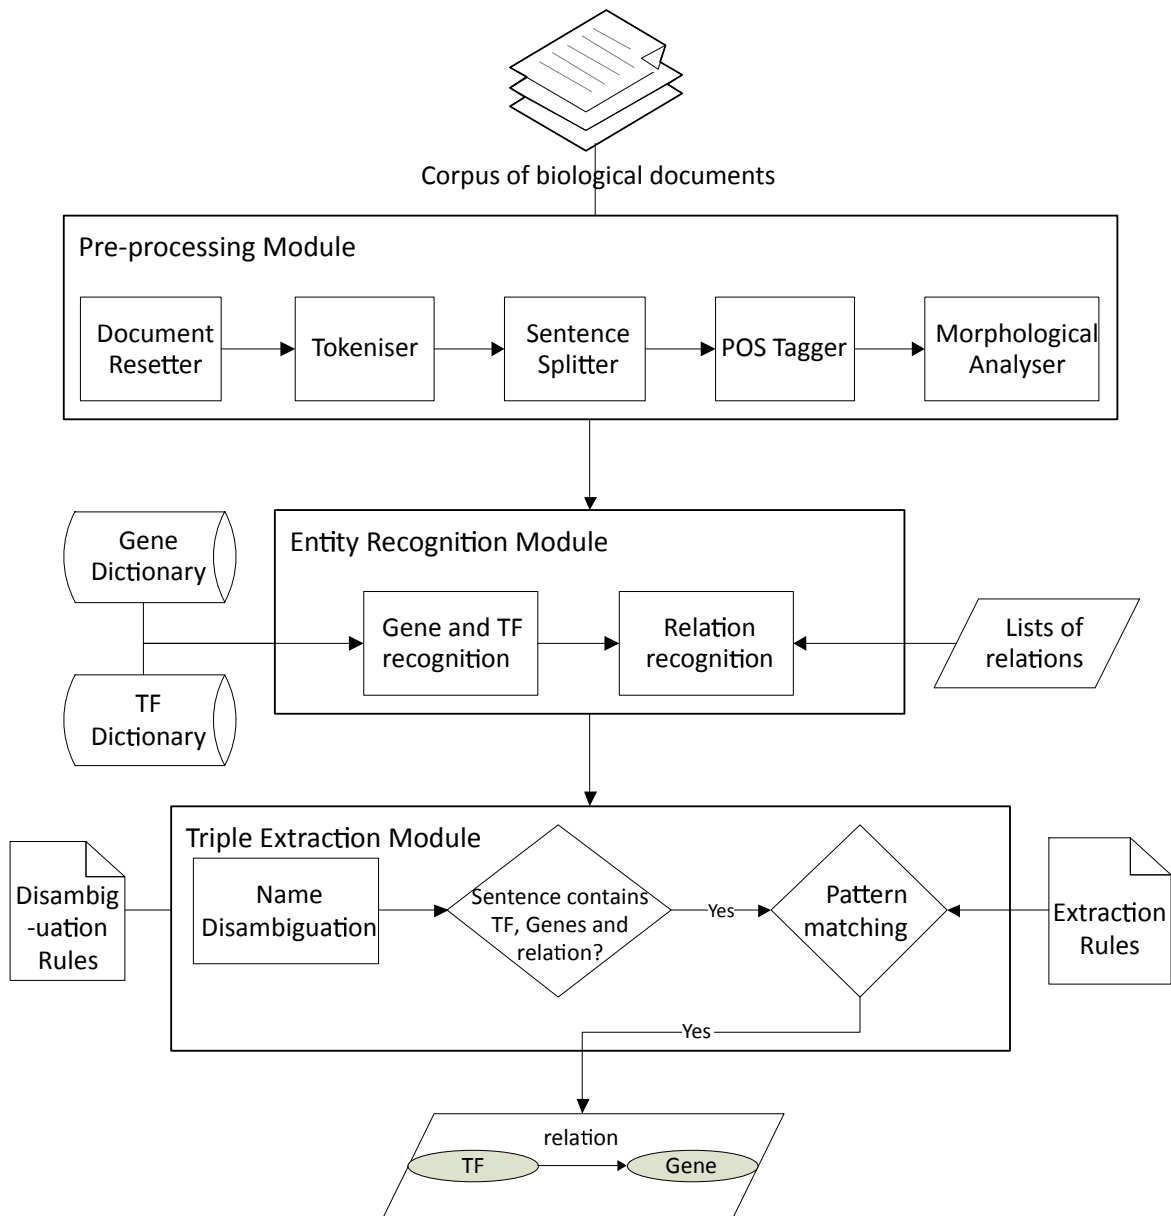 Corpus of biological documents
Pre-processing Module
Document
Resetter
Tokeniser
Sentence
Splitter
POS Tagger
Morphological
Analyser
Gene
Dictionary
TF
Dictionary
Entity Recognition Module
Gene and TF
recognition
Relation
recognition
Lists of
relations
Disambig
-uation
Rules
Triple Extraction Module
Name
Disambiguation
Sentence contains
TF, Genes and
relation?
Yes
Pattern
matching
Extraction
Rules
Yes
relation
TF
Gene